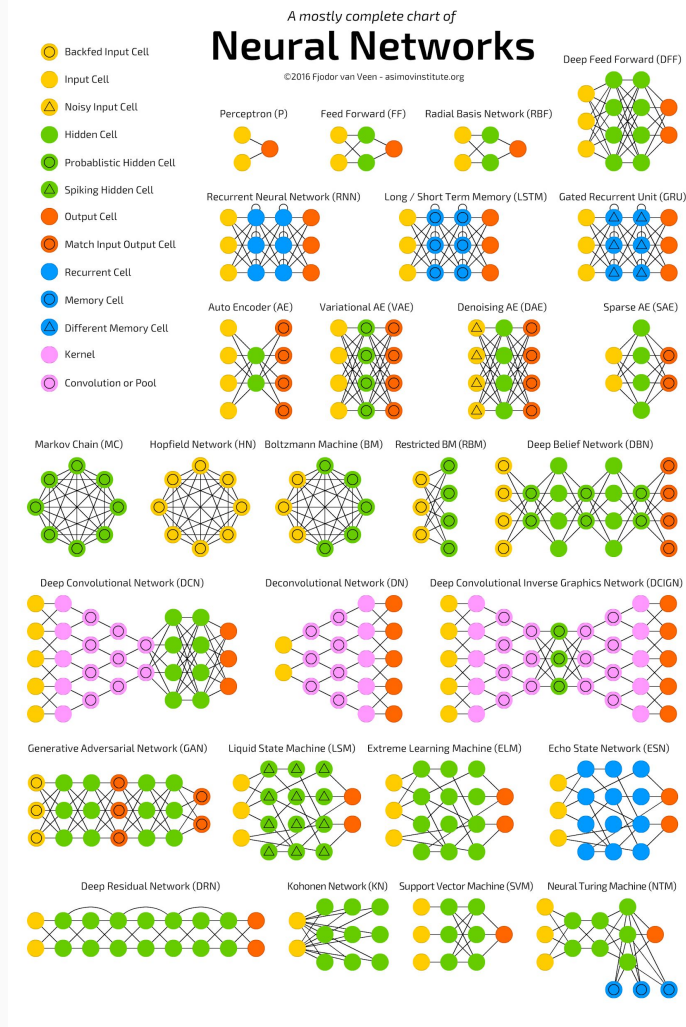 A mostly complete chart of
Neural Networks
©2016 Fjodor van Veen - asimovinstitute.org
Backfed Input Cell
Input Cell
Noisy Input Cell
Hidden Cell
Probablistic Hidden Cell
Spiking Hidden Cell
Output Cell
Match Input Output Cell
Recurrent Cell
Memory Cell
Different Memory Cell
Kernel
Convolution or Pool
Deep Feed Forward (DFF)
Perceptron (P)
Feed Forward (FF)
Radial Basis Network (RBF)
Recurrent Neural Network (RNN)
Long / Short Term Memory (LSTM)
Gated Recurrent Unit (GRU)
Auto Encoder (AE)
Variational AE (VAE)
Denoising AE (DAE)
Sparse AE (SAE)
Markov Chain (MC)
Hopfield Network (HN)
Boltzmann Machine (BM)
Restricted BM (RBM)
Deep Belief Network (DBN)
Deep Convolutional Network (DCN)
Deconvolutional Network (DN)
Deep Convolutional Inverse Graphics Network (DCIGN)
Generative Adversarial Network (GAN)
Liquid State Machine (LSM)
Extreme Learning Machine (ELM)
Echo State Network (ESN)
Deep Residual Network (DRN)
Kohonen Network (KN)
Support Vector Machine (SVM)
Neural Turing Machine (NTM)